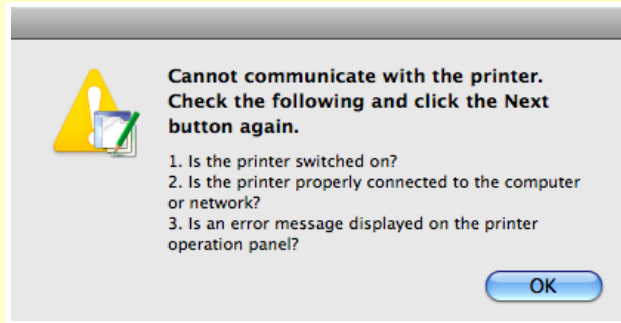 Cannot communicate with the printer.
Check the following and click the Next
button again.
1. Is the printer switched on?
2. Is the printer properly connected to the computer
or network?
3. Is an error message displayed on the printer
operation panel?
OK